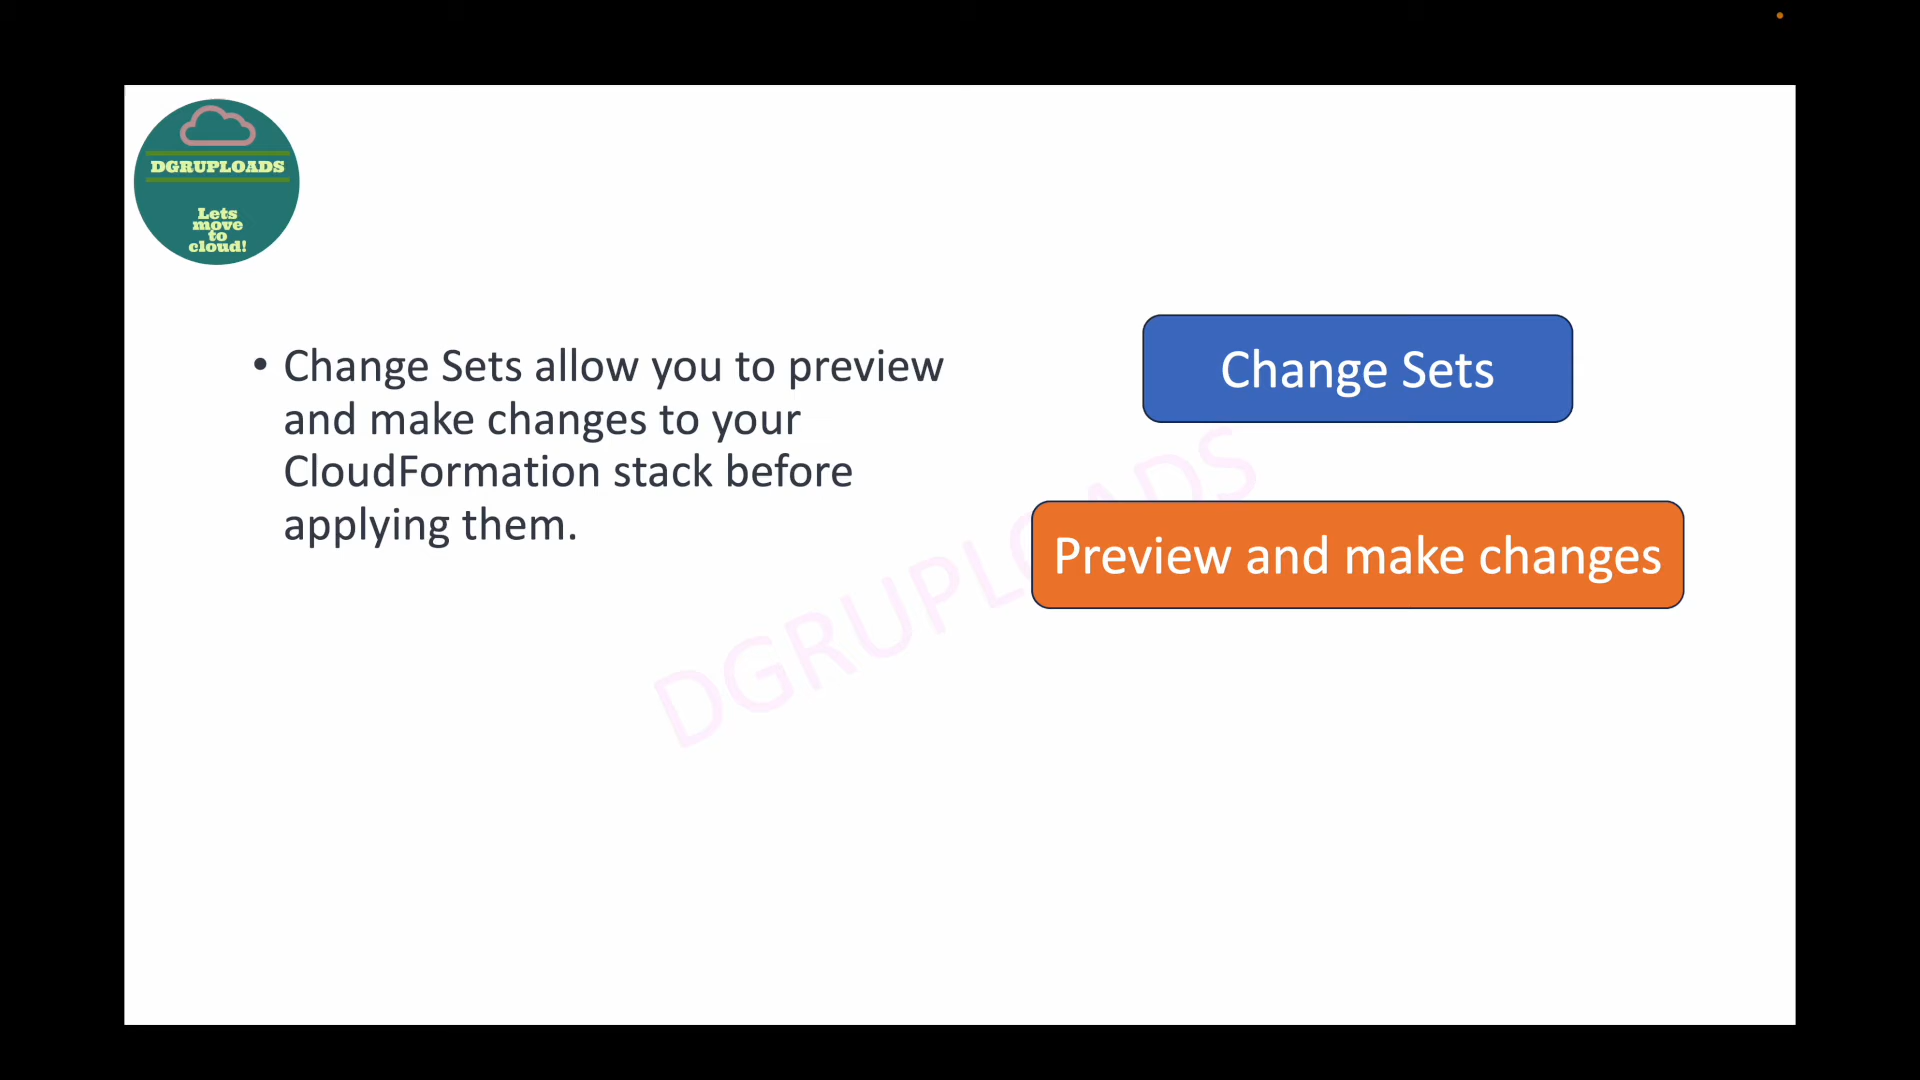 DGRUPLOADS
Lets
move
to
cloud!
• Change Sets allow you to preview
and make changes to your
CloudFormation stack before
applying them.
Change Sets
Preview and make changes
DGRUPLOADS